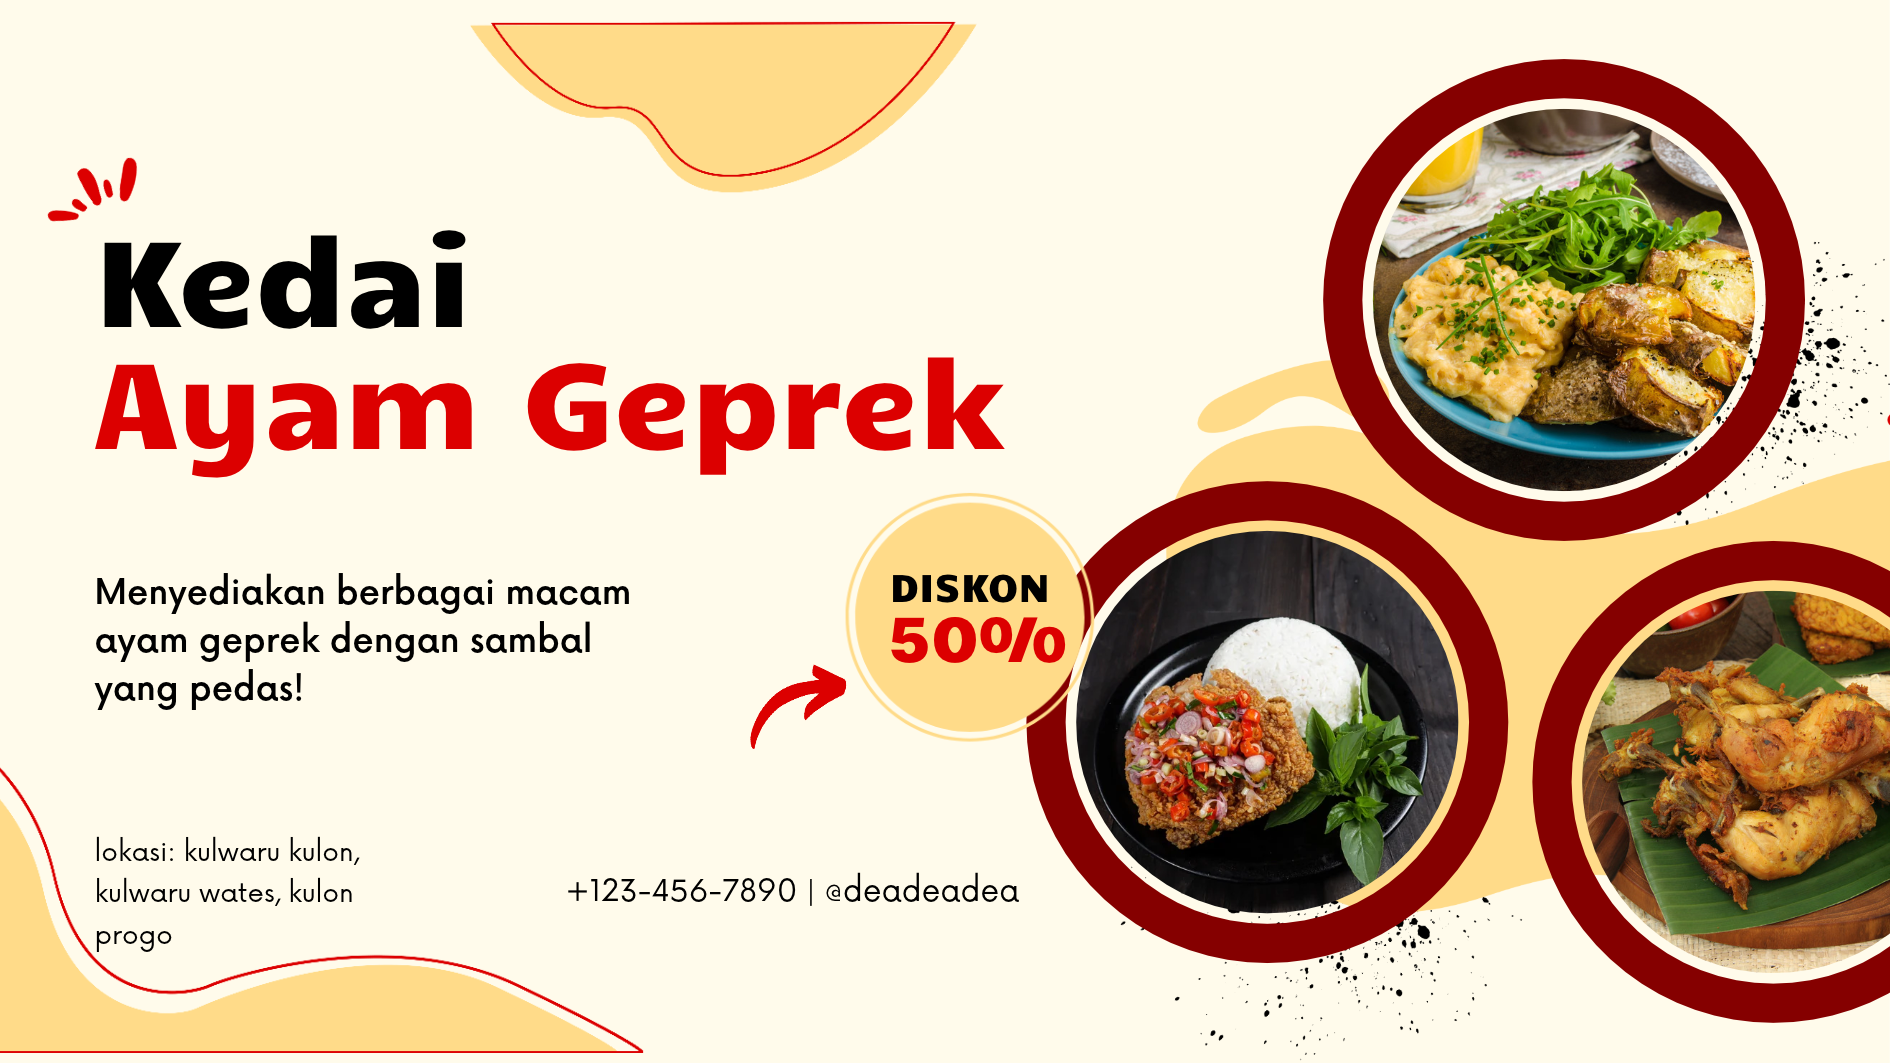 Kedai
Ayam Geprek
Menyediakan berbagai macam
ayam geprek dengan sambal
yang pedas!
DISKON
50%
lokasi: kulwaru kulon,
kulwaru wates, kulon
progo
+123-456-7890 | @deadeadea